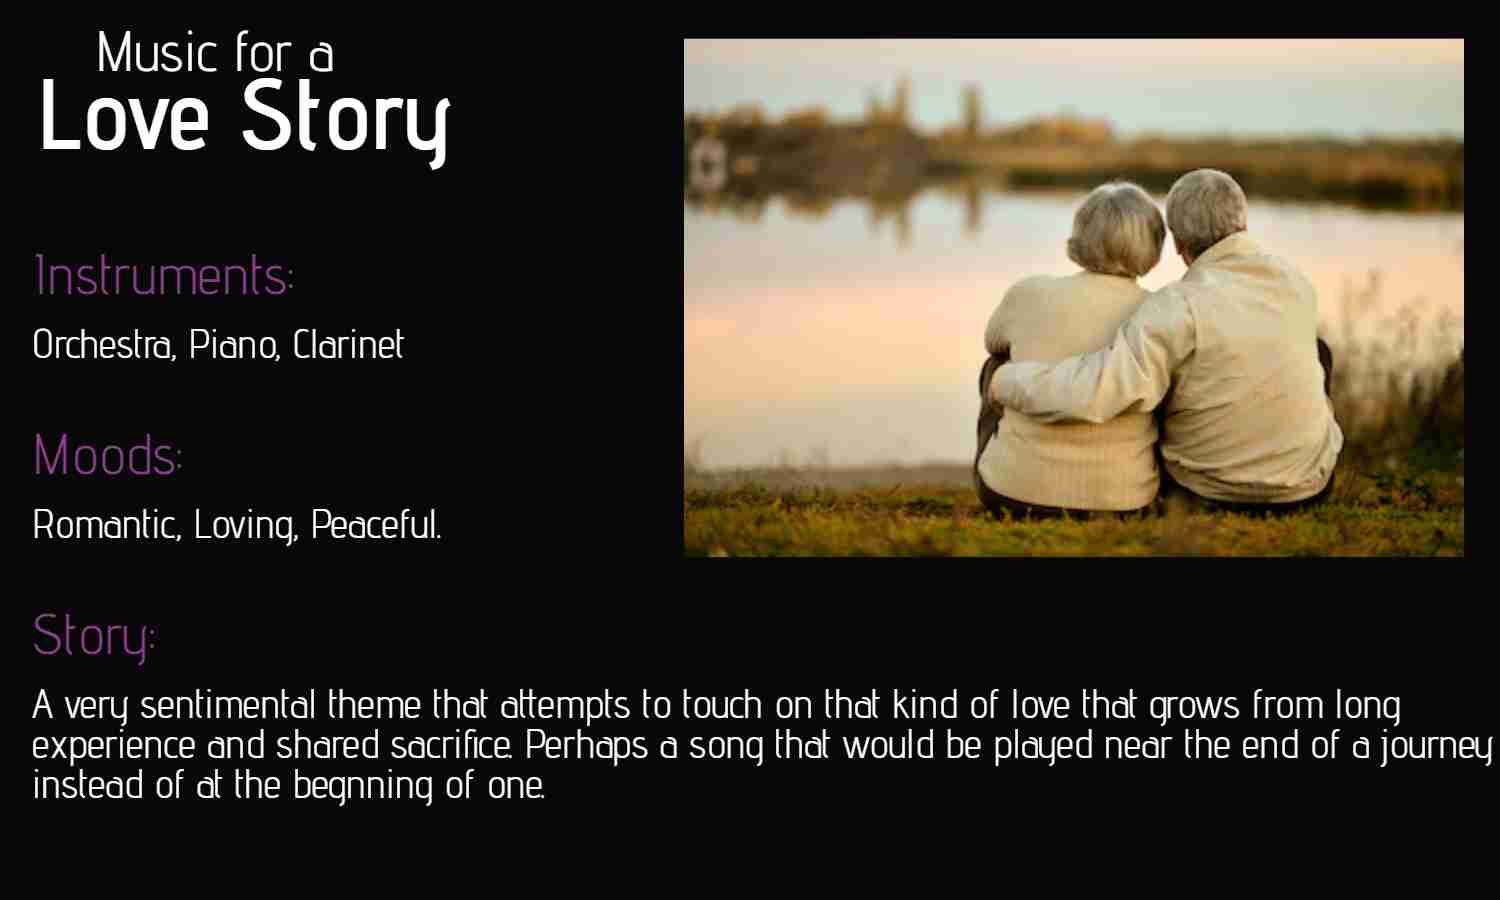 Music for a
Love Story
Instruments:
Orchestra, Piano, Clarinet
Moods:
Romantic, Loving, Peaceful.
Story:
A very sentimental theme that attempts to touch on that kind of love that grows from long
experience and shared sacrifice. Perhaps a song that would be played near the end of a journey
instead of at the begnning of one.